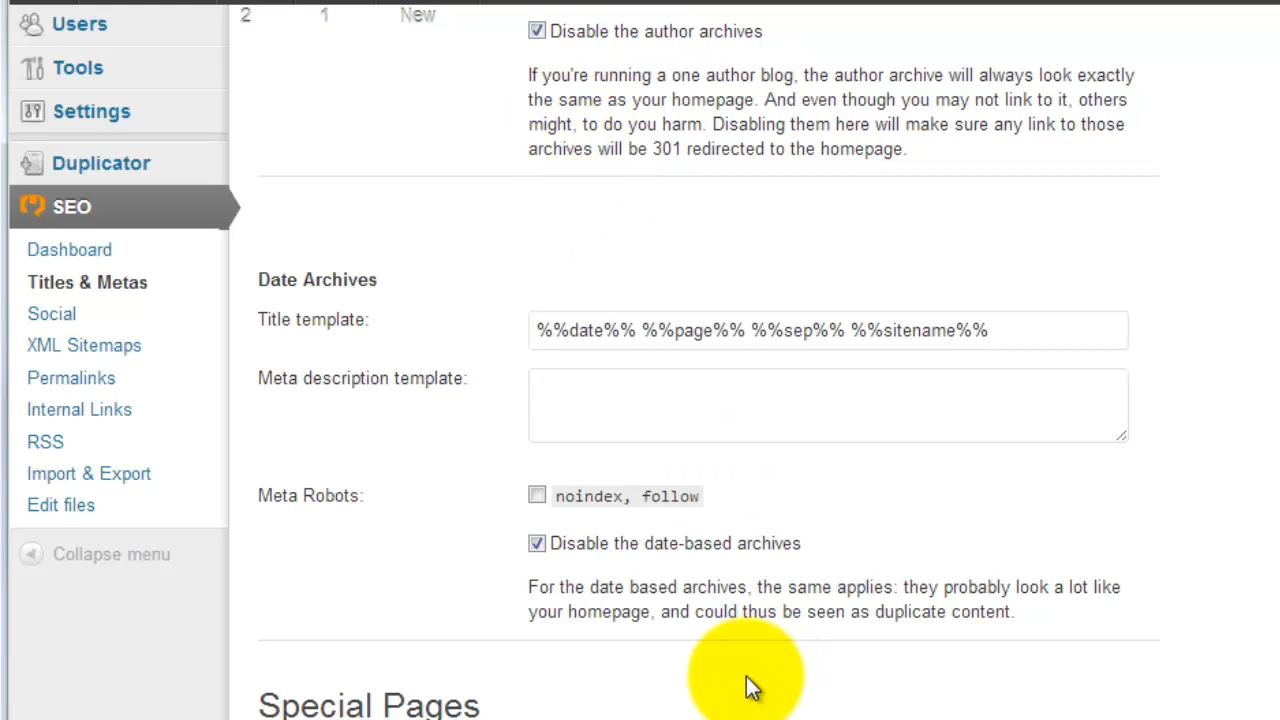 2 1 New
Users
Tools
Settings
Duplicator
SEO
Dashboard
Titles & Metas
Social
XML Sitemaps
Permalinks
Internal Links
RSS
Import & Export
Edit files
Collapse menu
Disable the author archives
If you're running a one author blog, the author archive will always look exactly
the same as your homepage. And even though you may not link to it, others
might, to do you harm. Disabling them here will make sure any link to those
archives will be 301 redirected to the homepage.
Date Archives
Title template:
%%date%% %%page%% %%sep%% %%sitename%%
Meta description template:
Meta Robots:
noindex, follow
Disable the date-based archives
For the date based archives, the same applies: they probably look a lot like
your homepage, and could thus be seen as duplicate content.
Special Pages